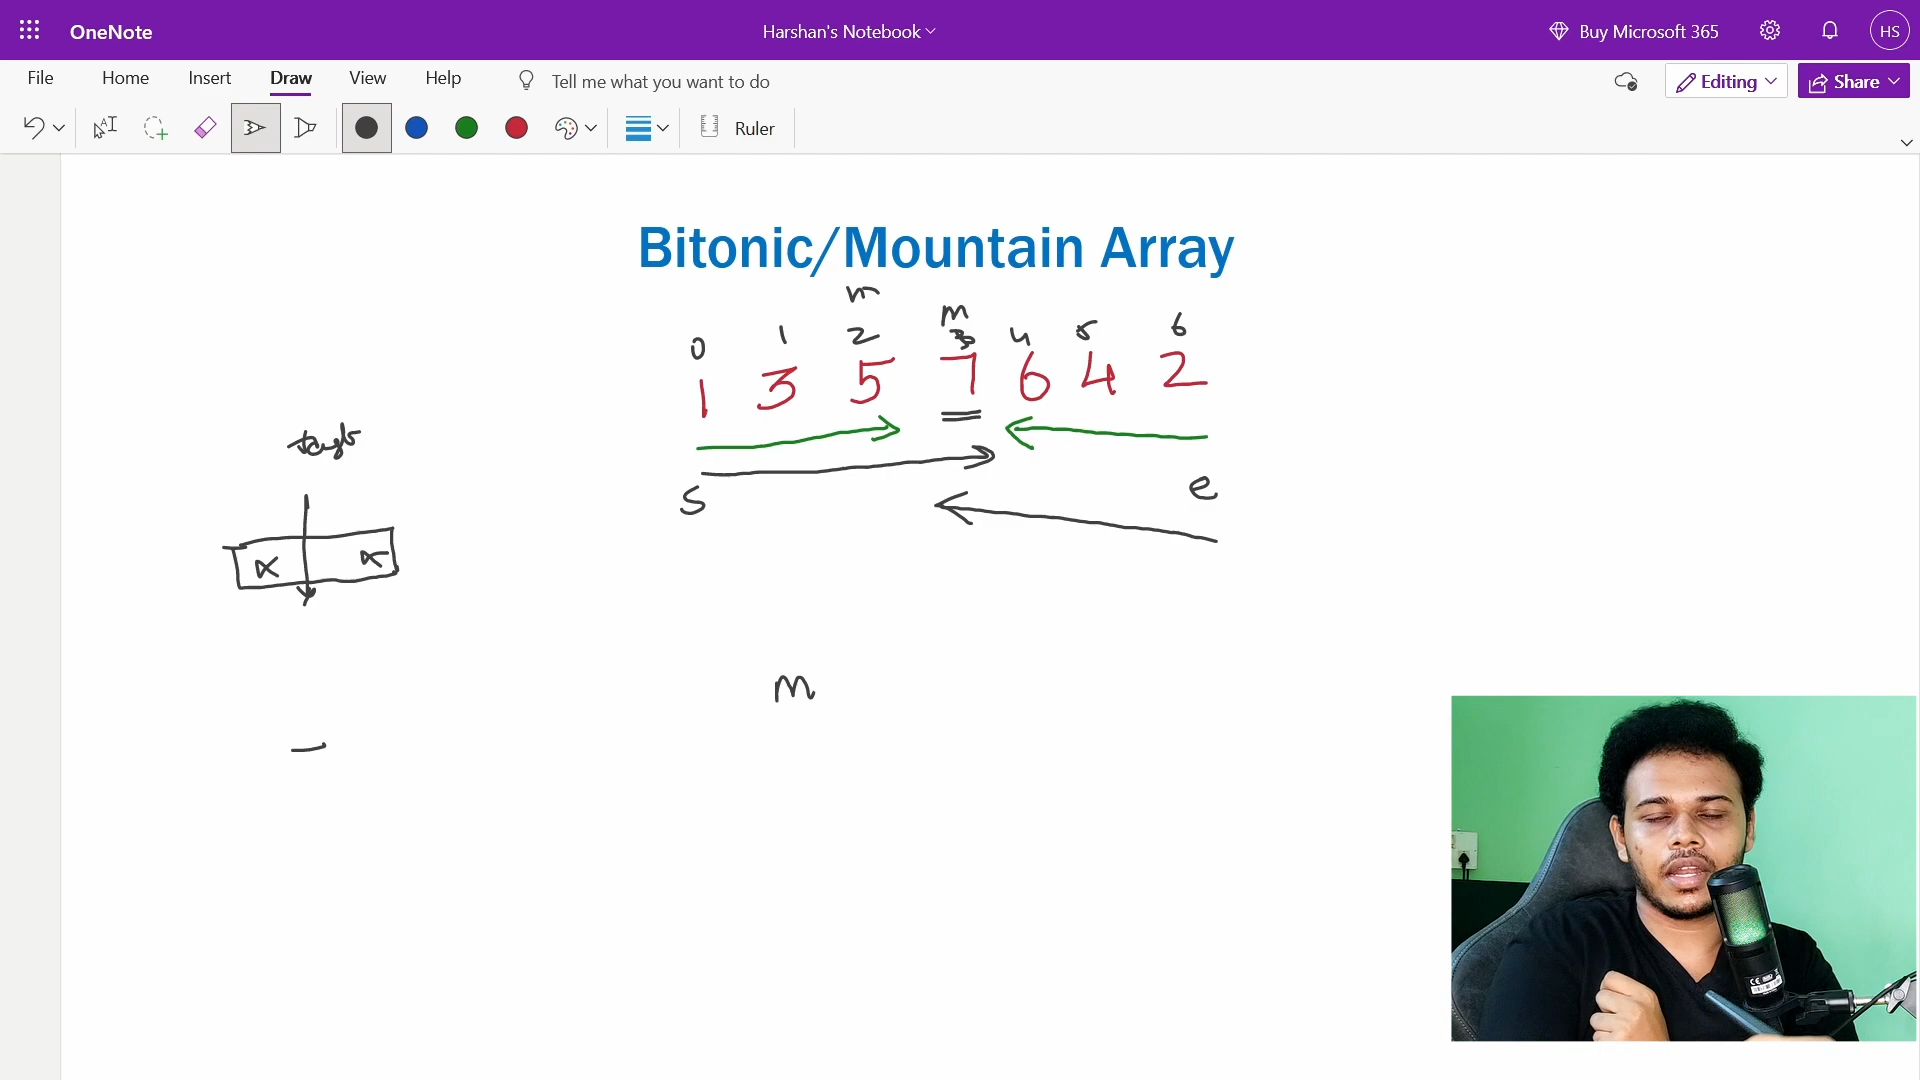 OneNote
Harshan's Notebook
Buy Microsoft 365
HS
File Home Insert Draw View Help Tell me what you want to do
Editing
Share
Ruler
Bitonic/Mountain Array
m
m
0 1 2 3 4 5 6
1 3 5 7 6 4 2
s e
m